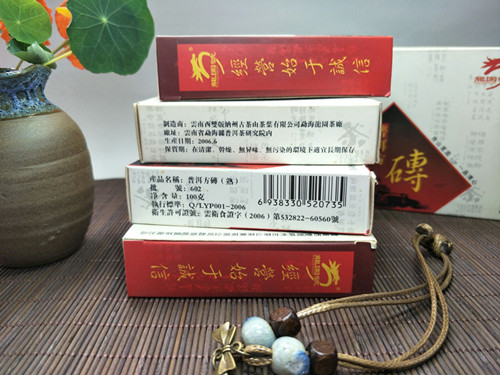 龍園號
經營始于誠信
製造商：雲南西雙版納州古茶山茶業有限公司勐海龍園茶廠
廠址：雲南省勐海縣普洱茶研究院內
生產日期：2006.6
保質期：在清潔、乾燥、無異味、無污染的環境下適宜長期保存
產品名稱：普洱方磚（熟）
批　　號：602
淨 含 量：100克
執行標準：Q/LYP001-2006
衛生許可證號：雲衛食證字（2006）第532822-60560號
6 938330 520735
龍園號
經營始于誠信
磚